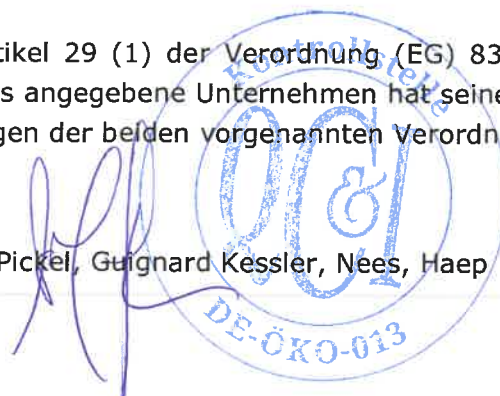 tikel 29 (1) der Verordnung (EG) 83
s angegebene Unternehmen hat seine
gen der beiden vorgenannten Verordn
Pickel, Guignard Kessler, Nees, Haep
Kontrollstelle
DE-ÖKO-013